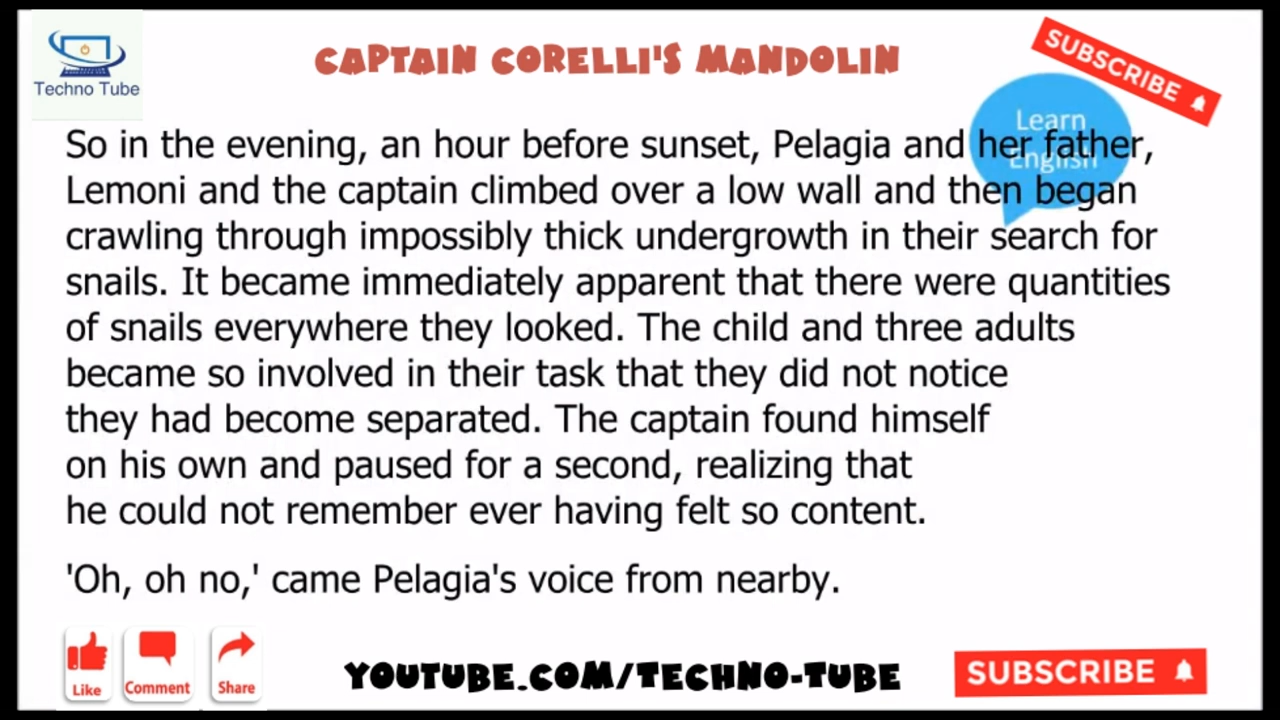 CAPTAIN CORELLI'S MANDOLIN
SUBSCRIBE
Techno Tube
Learn
English
So in the evening, an hour before sunset, Pelagia and her father,
Lemoni and the captain climbed over a low wall and then began
crawling through impossibly thick undergrowth in their search for
snails. It became immediately apparent that there were quantities
of snails everywhere they looked. The child and three adults
became so involved in their task that they did not notice
they had become separated. The captain found himself
on his own and paused for a second, realizing that
he could not remember ever having felt so content.
'Oh, oh no,' came Pelagia's voice from nearby.
Like
Comment
Share
YOUTUBE.COM/TECHNO-TUBE
SUBSCRIBE